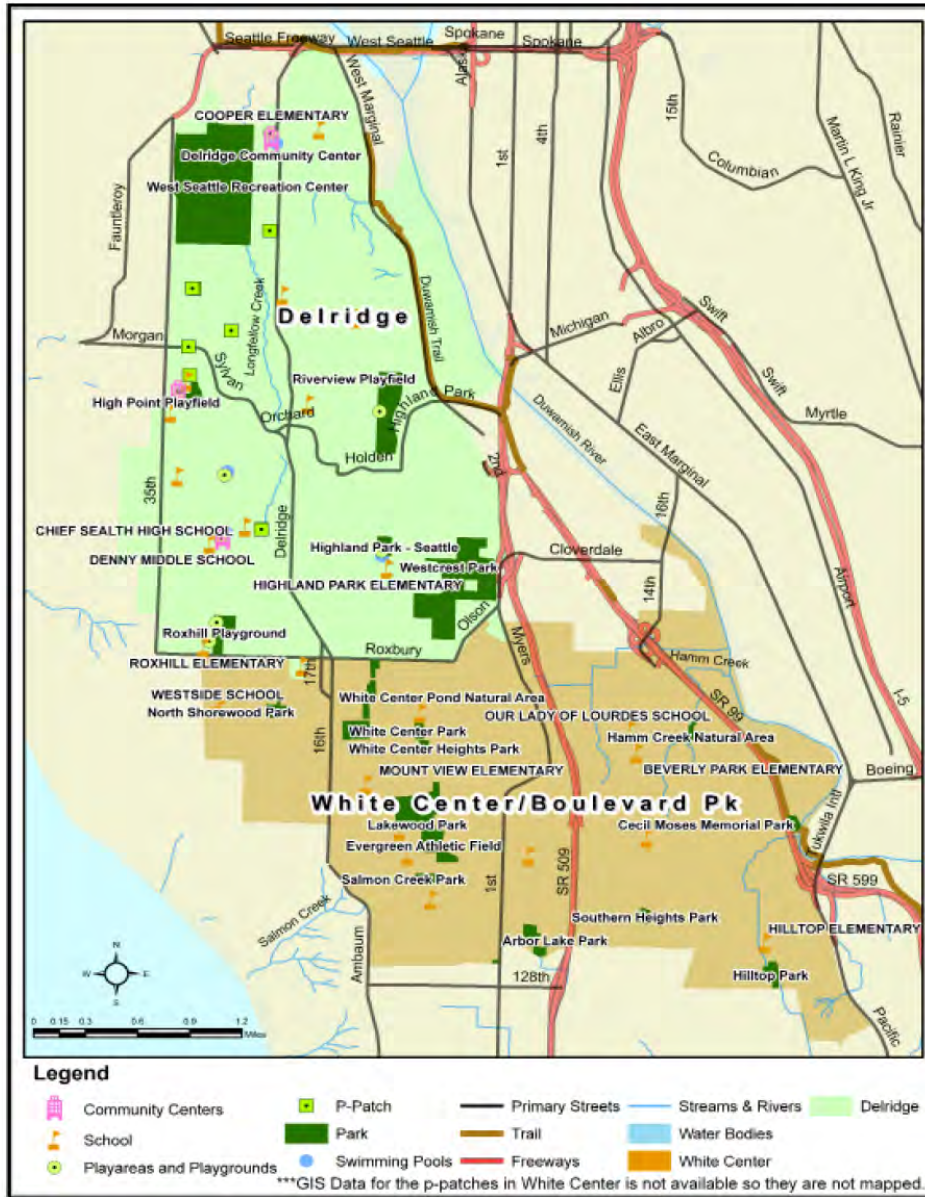 Seattle Freeway
West Seattle
Spokane
Spokane
Alask
West Marginal
COOPER ELEMENTARY
Delridge Community Center
West Seattle Recreation Center
1st
4th
15th
Columbian
Martin L King Jr
Rainier
Fauntleroy
Longfellow Creek
Delridge
Duwamish Trail
Morgan
Sylvan
Michigan
Albro
Swift
Swift
Ellis
Riverview Playfield
High Point Playfield
Orchard
Highland Park
Holden
Duwamish River
Myrtle
East Marginal
2nd
35th
Delridge
16th
CHIEF SEALTH HIGH SCHOOL
DENNY MIDDLE SCHOOL
Highland Park - Seattle
Westcrest Park
HIGHLAND PARK ELEMENTARY
Cloverdale
14th
Airport
Olson
Roxhill Playground
Roxbury
Myers
Hamm Creek
ROXHILL ELEMENTARY
17th
SR 99
I-5
WESTSIDE SCHOOL
North Shorewood Park
White Center Pond Natural Area
OUR LADY OF LOURDES SCHOOL
16th
White Center Park
Hamm Creek Natural Area
White Center Heights Park
MOUNT VIEW ELEMENTARY
BEVERLY PARK ELEMENTARY
Boeing
White Center/Boulevard Pk
Tukwila Intl
Lakewood Park
Cecil Moses Memorial Park
Evergreen Athletic Field
Salmon Creek Park
1st
SR 509
SR 599
Salmon Creek
Southern Heights Park
HILLTOP ELEMENTARY
Arbor Lake Park
Ambaum
128th
Hilltop Park
Pacific
N
W
E
S
0 0.15 0.3 0.6 0.9 1.2
Miles
Legend
Community Centers
P-Patch
Primary Streets
Streams & Rivers
Delridge
School
Park
Trail
Water Bodies
Playareas and Playgrounds
Swimming Pools
Freeways
White Center
***GIS Data for the p-patches in White Center is not available so they are not mapped.